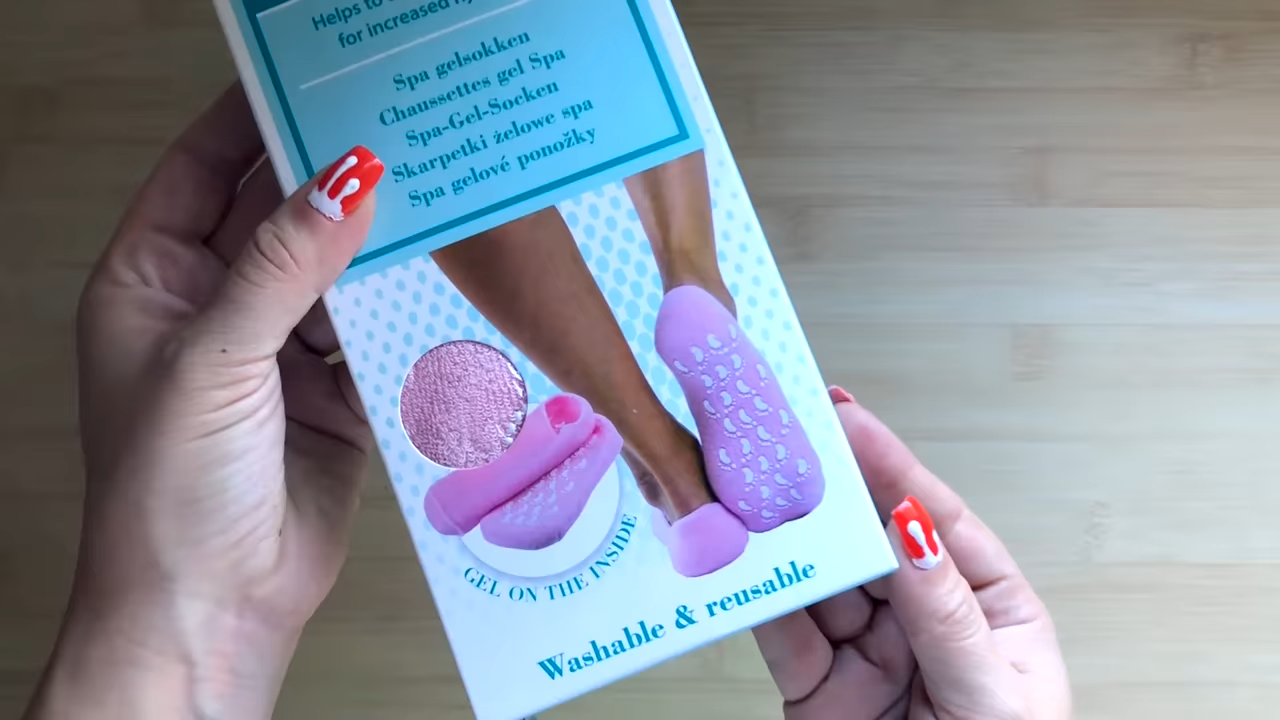 Helps to
for increased
Spa gelsokken
Chaussettes gel Spa
Spa-Gel-Socken
Skarpetki żelowe spa
Spa gelové ponožky
GEL ON THE INSIDE
Washable & reusable